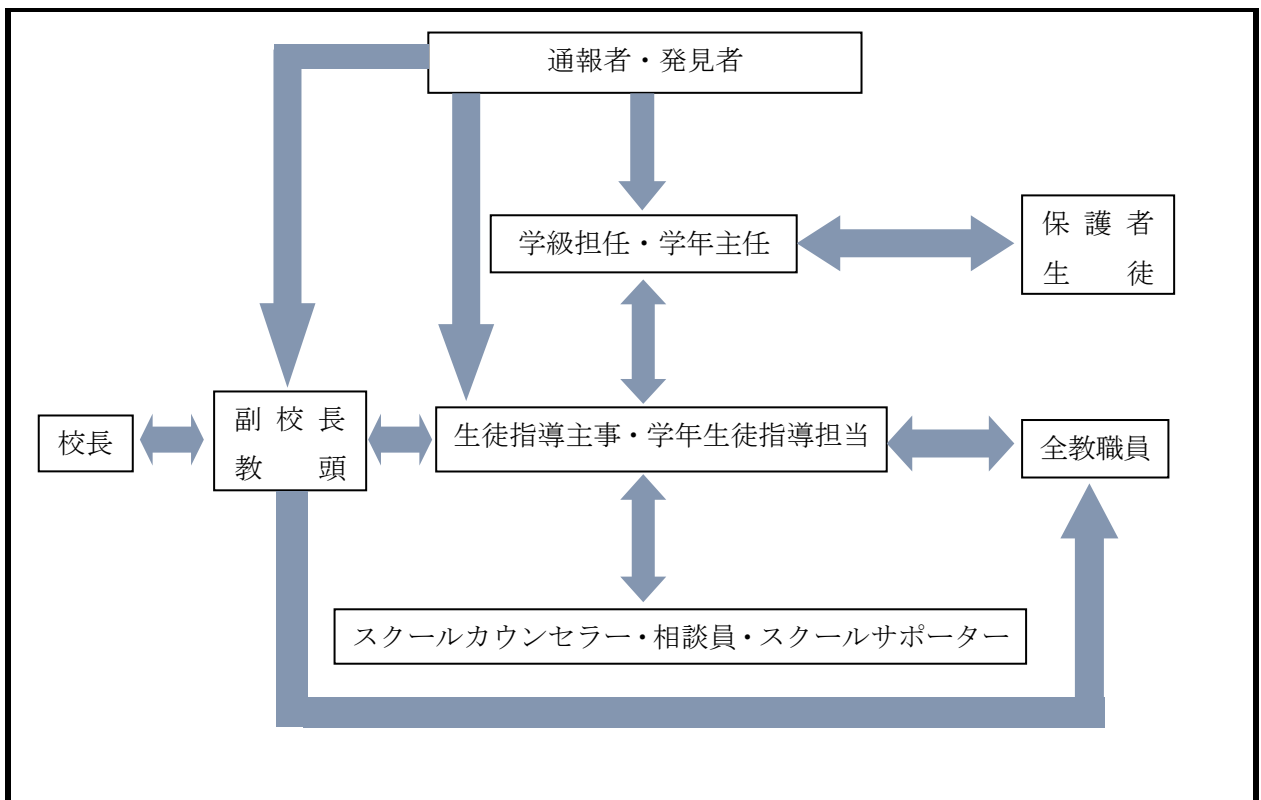 通報者・発見者
学級担任・学年主任
保護者
生徒
校長
副校長
教頭
生徒指導主事・学年生徒指導担当
全教職員
スクールカウンセラー・相談員・スクールサポーター